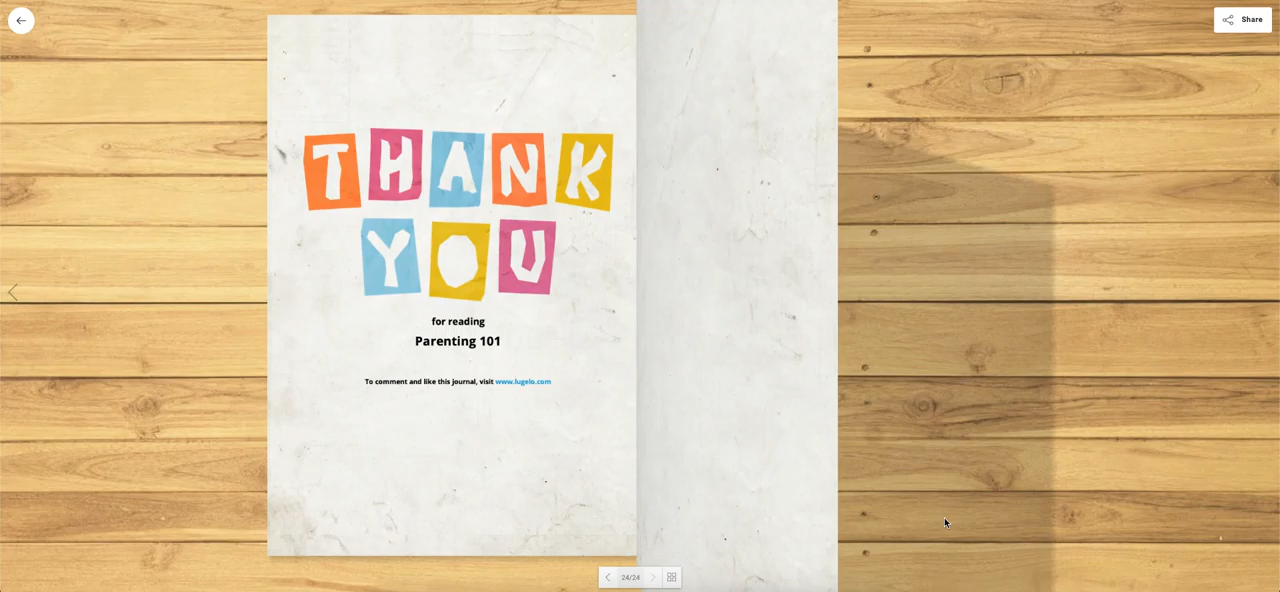 Share
THANK
YOU
for reading
Parenting 101
To comment and like this journal, visit www.lugelo.com
24/24